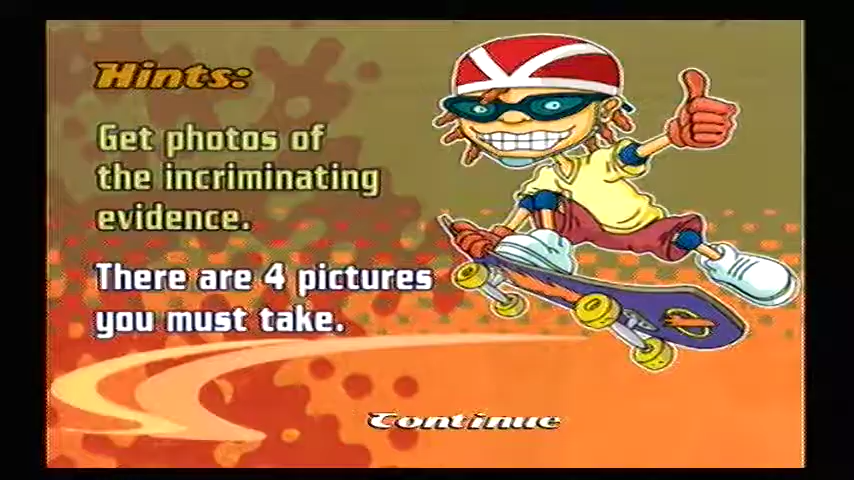 Hints:
Get photos of
the incriminating
evidence.
There are 4 pictures
you must take.
Continue